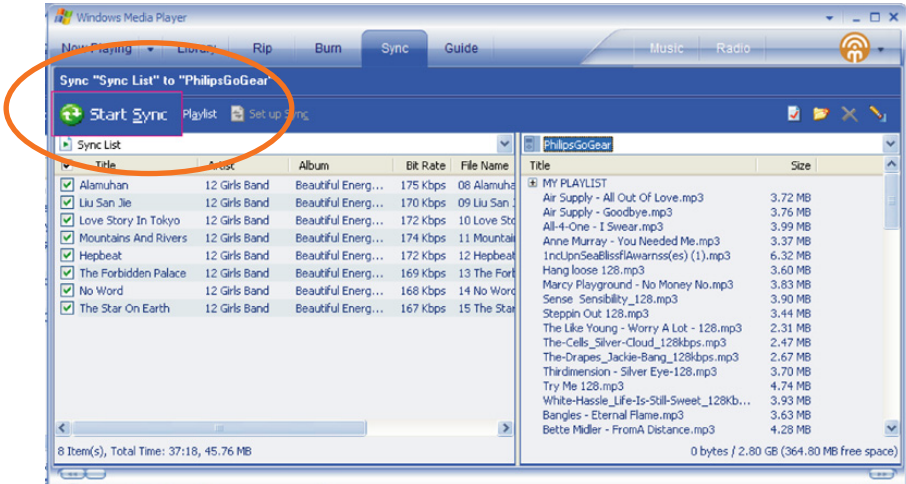 Windows Media Player
Now Playing Library Rip Burn Sync Guide Music Radio
Sync "Sync List" to "PhilipsGoGear"
Start Sync Playlist Set up Sync
Sync List
PhilipsGoGear
Title Artist Album Bit Rate File Name
Alamuhan 12 Girls Band Beautiful Energ... 175 Kbps 08 Alamuha
Liu San Jie 12 Girls Band Beautiful Energ... 170 Kbps 09 Liu San
Love Story In Tokyo 12 Girls Band Beautiful Energ... 172 Kbps 10 Love Sto
Mountains And Rivers 12 Girls Band Beautiful Energ... 174 Kbps 11 Mountai
Hepbeat 12 Girls Band Beautiful Energ... 172 Kbps 12 Hepbeat
The Forbidden Palace 12 Girls Band Beautiful Energ... 169 Kbps 13 The Forb
No Word 12 Girls Band Beautiful Energ... 168 Kbps 14 No Word
The Star On Earth 12 Girls Band Beautiful Energ... 167 Kbps 15 The Star
8 Item(s), Total Time: 37:18, 45.76 MB
Title Size
MY PLAYLIST
Air Supply - All Out Of Love.mp3 3.72 MB
Air Supply - Goodbye.mp3 3.76 MB
All-4-One - I Swear.mp3 3.99 MB
Anne Murray - You Needed Me.mp3 3.37 MB
1ncUpnSeaBlissflAwarnss(es) (1).mp3 6.32 MB
Hang loose 128.mp3 3.60 MB
Marcy Playground - No Money No.mp3 3.83 MB
Sense Sensibility_128.mp3 3.90 MB
Steppin Out 128.mp3 3.44 MB
The Like Young - Worry A Lot - 128.mp3 2.31 MB
The-Cells_Silver-Cloud_128kbps.mp3 2.47 MB
The-Drapes_Jackie-Bang_128kbps.mp3 2.67 MB
Thirdimension - Silver Eye-128.mp3 3.70 MB
Try Me 128.mp3 4.74 MB
White-Hassle_Life-Is-Still-Sweet_128Kb... 3.93 MB
Bangles - Eternal Flame.mp3 3.63 MB
Bette Midler - FromA Distance.mp3 4.28 MB
0 bytes / 2.80 GB (364.80 MB free space)